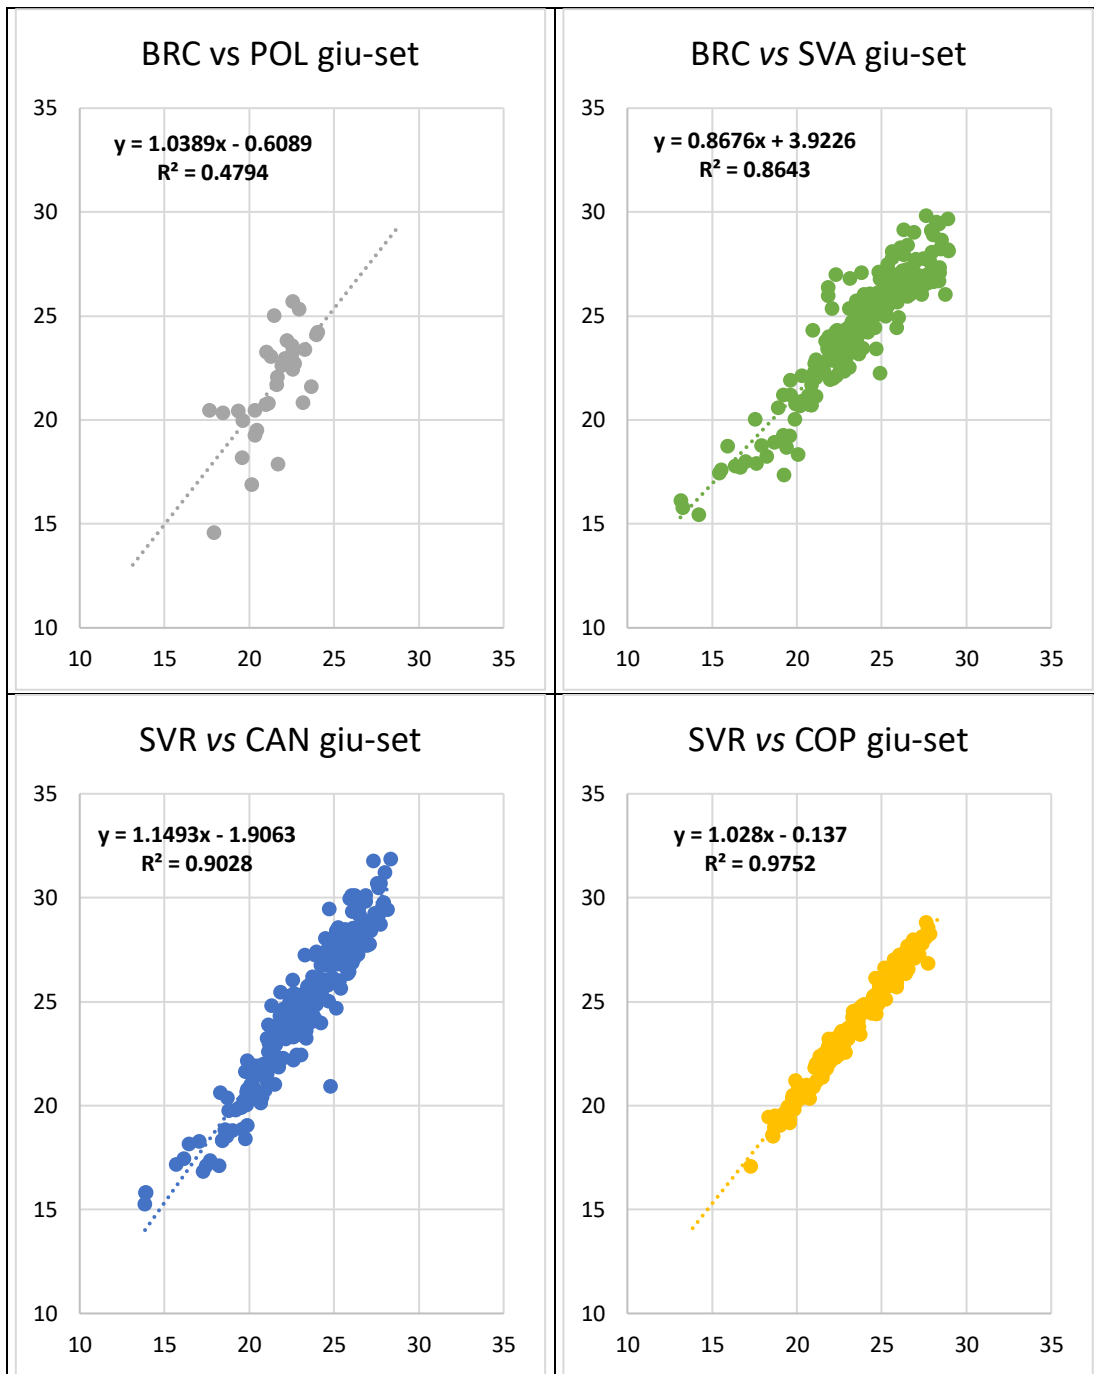 BRC vs POL giu-set
y = 1.0389x - 0.6089
R² = 0.4794
35
30
25
20
15
10
10 15 20 25 30 35
BRC vs SVA giu-set
y = 0.8676x + 3.9226
R² = 0.8643
35
30
25
20
15
10
10 15 20 25 30 35
SVR vs CAN giu-set
y = 1.1493x - 1.9063
R² = 0.9028
35
30
25
20
15
10
10 15 20 25 30 35
SVR vs COP giu-set
y = 1.028x - 0.137
R² = 0.9752
35
30
25
20
15
10
10 15 20 25 30 35